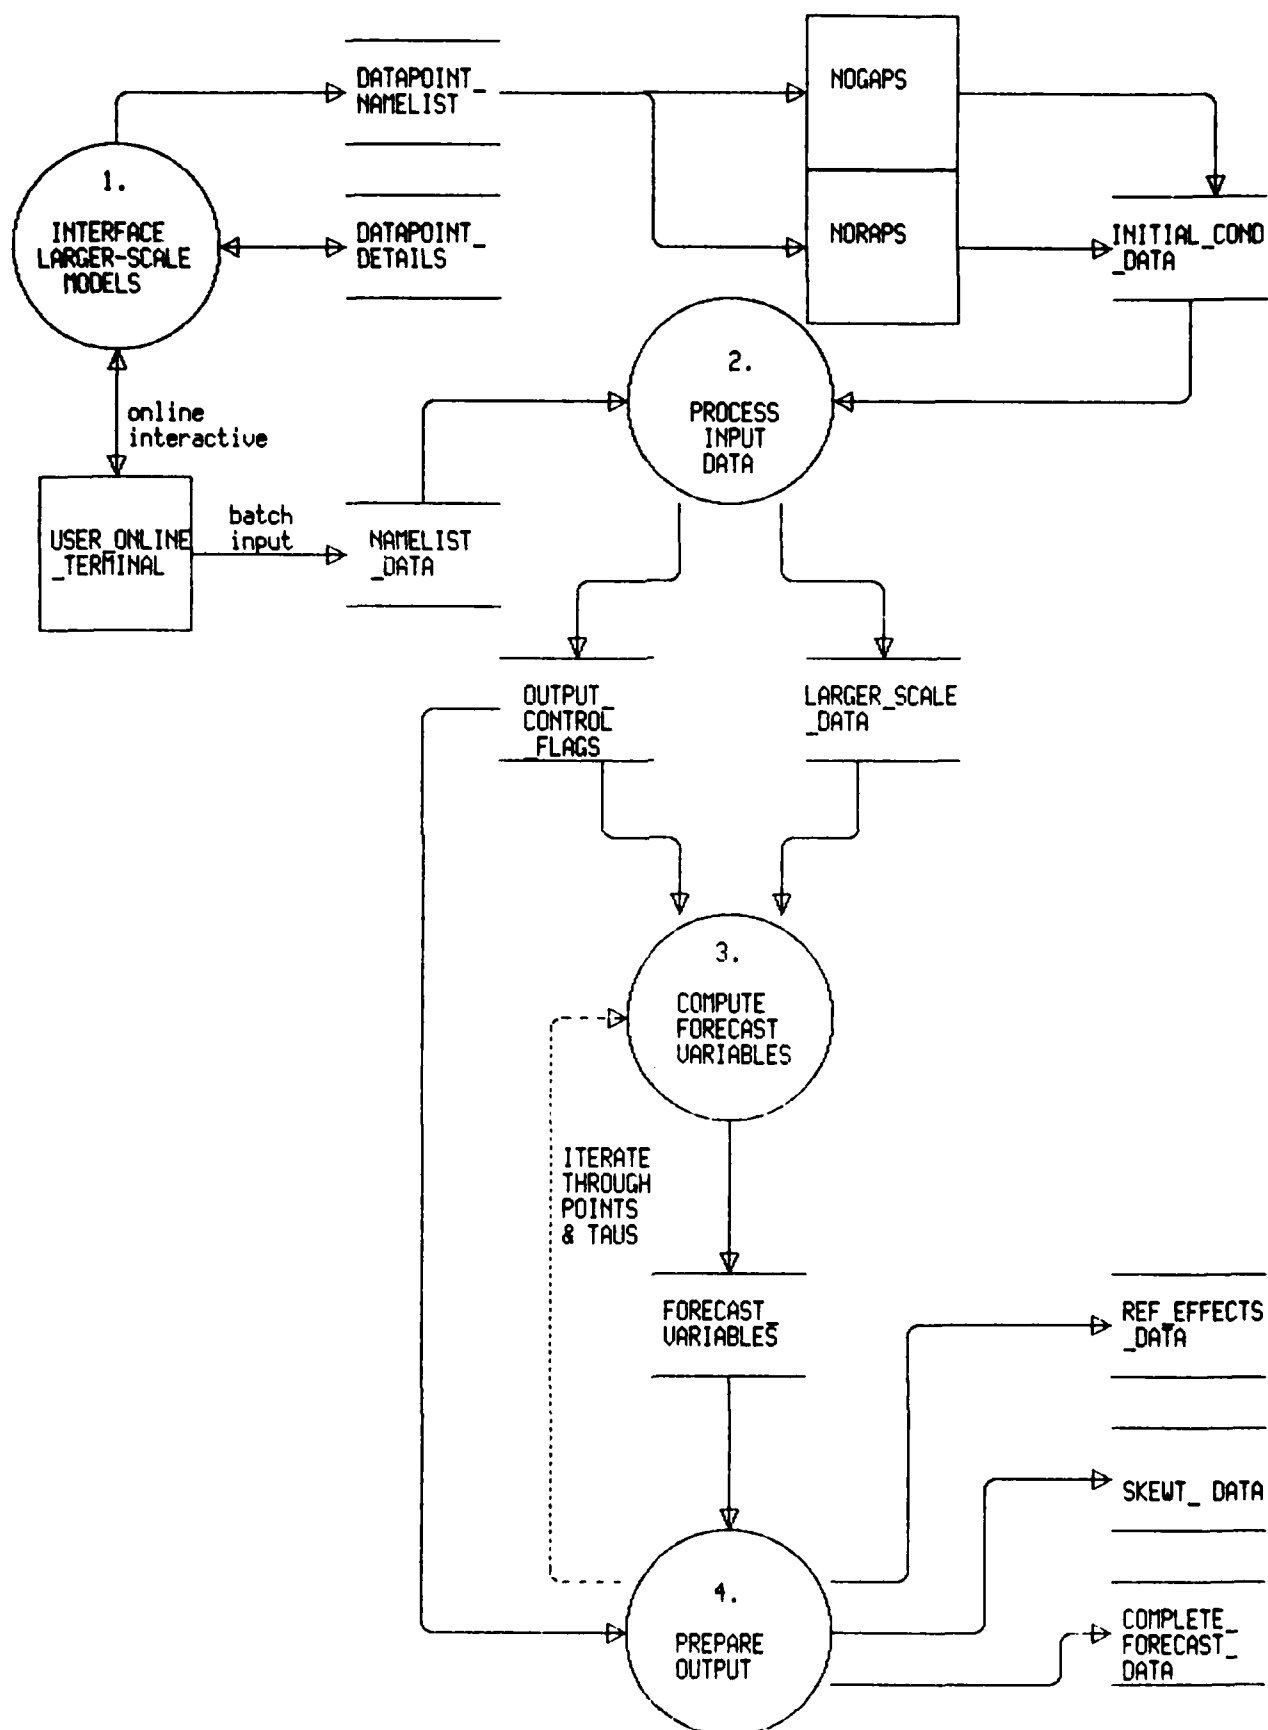 DATAPOINT_
NAMELIST
NOGAPS
1.
INTERFACE
LARGER-SCALE
MODELS
DATAPOINT_
DETAILS
NORAPS
INITIAL_COND
_DATA
2.
PROCESS
INPUT
DATA
online
interactive
USER_ONLINE
_TERMINAL
batch
input
NAMELIST
_DATA
OUTPUT_
CONTROL
_FLAGS
LARGER_SCALE
_DATA
3.
COMPUTE
FORECAST
VARIABLES
ITERATE
THROUGH
POINTS
& TAUS
FORECAST_
VARIABLES
REF_EFFECTS
_DATA
SKEWT_ DATA
4.
PREPARE
OUTPUT
COMPLETE_
FORECAST_
DATA